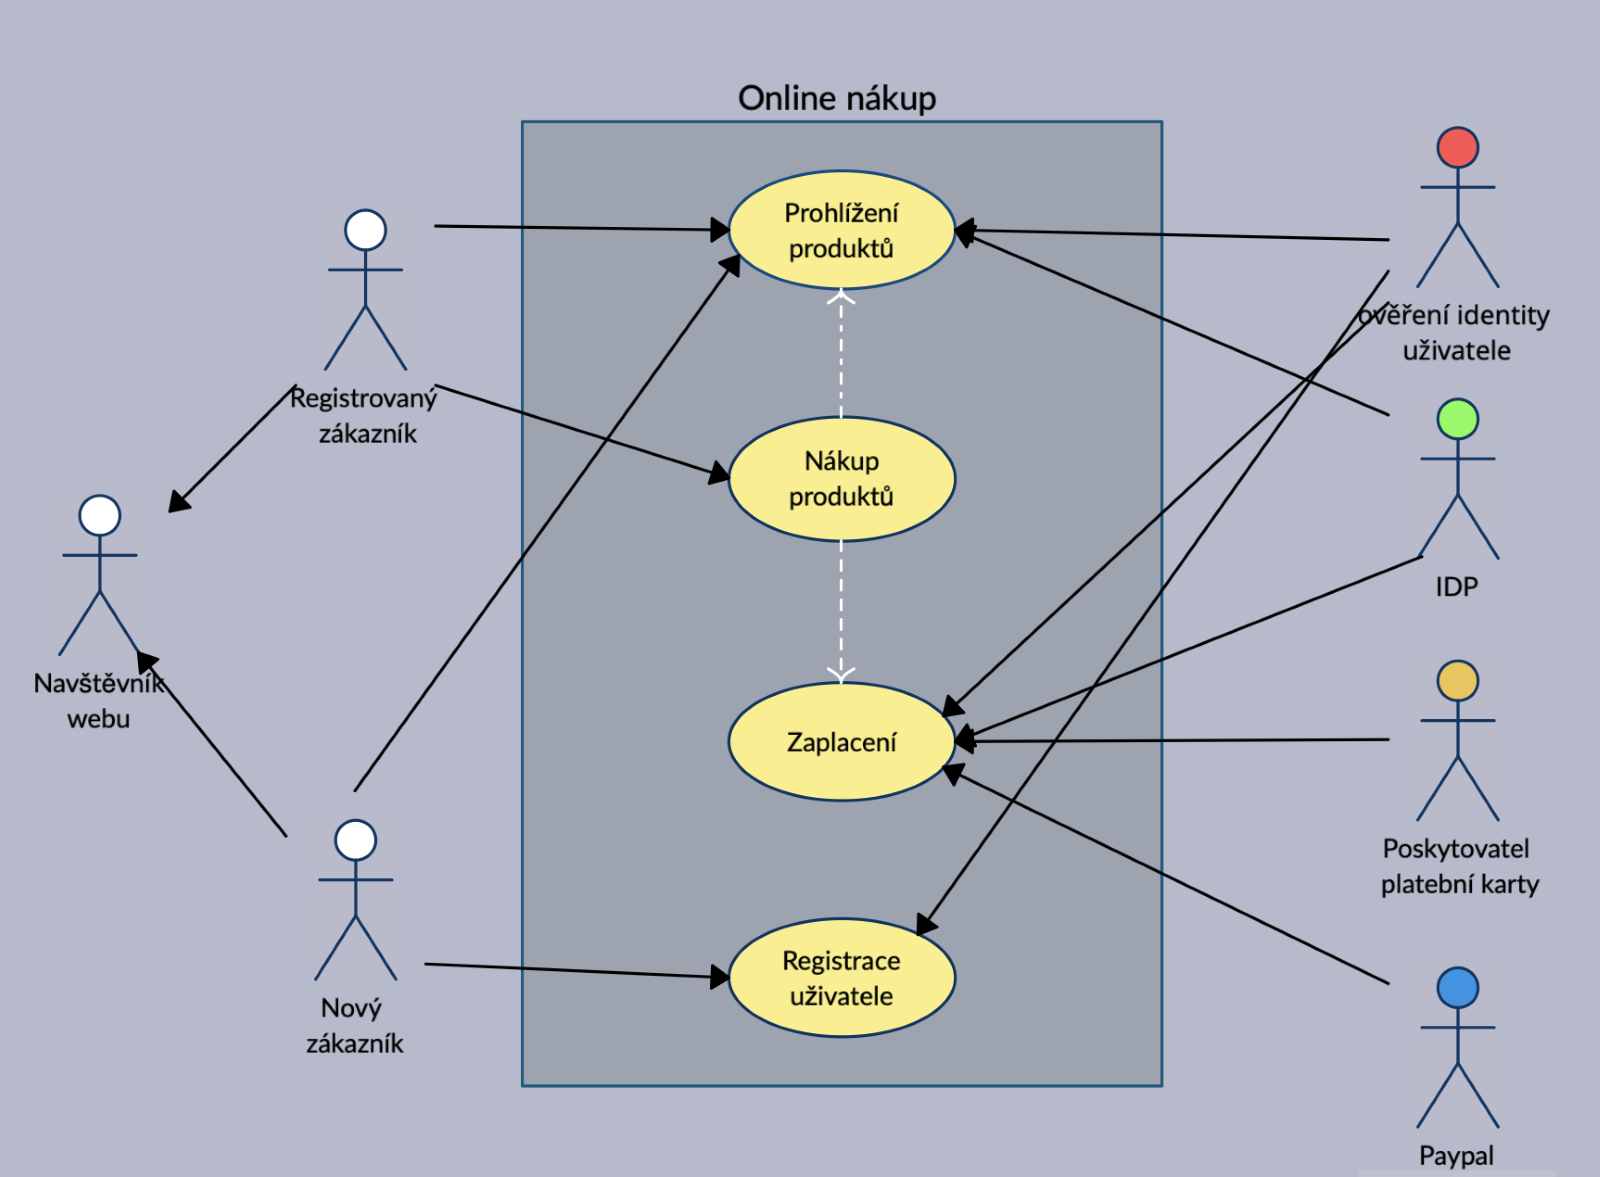 Online nákup
Prohlížení
produktů
Nákup
produktů
Zaplacení
Registrace
uživatele
Registrovaný
zákazník
Navštěvník
webu
Nový
zákazník
ověření identity
uživatele
IDP
Poskytovatel
platební karty
Paypal